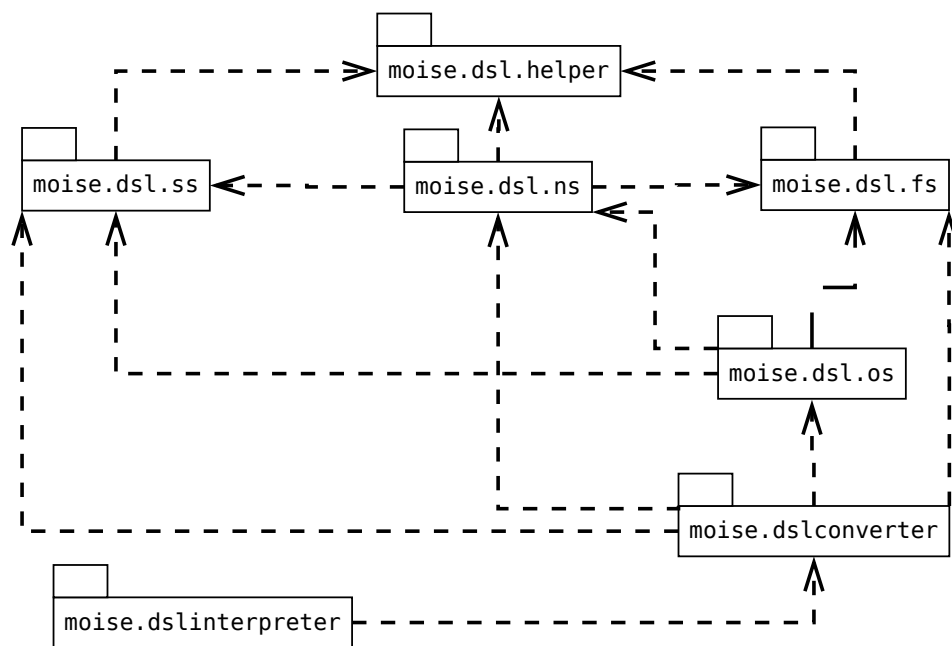 moise.dsl.helper
moise.dsl.ss
moise.dsl.ns
moise.dsl.fs
moise.dsl.os
moise.dslconverter
moise.dslinterpreter